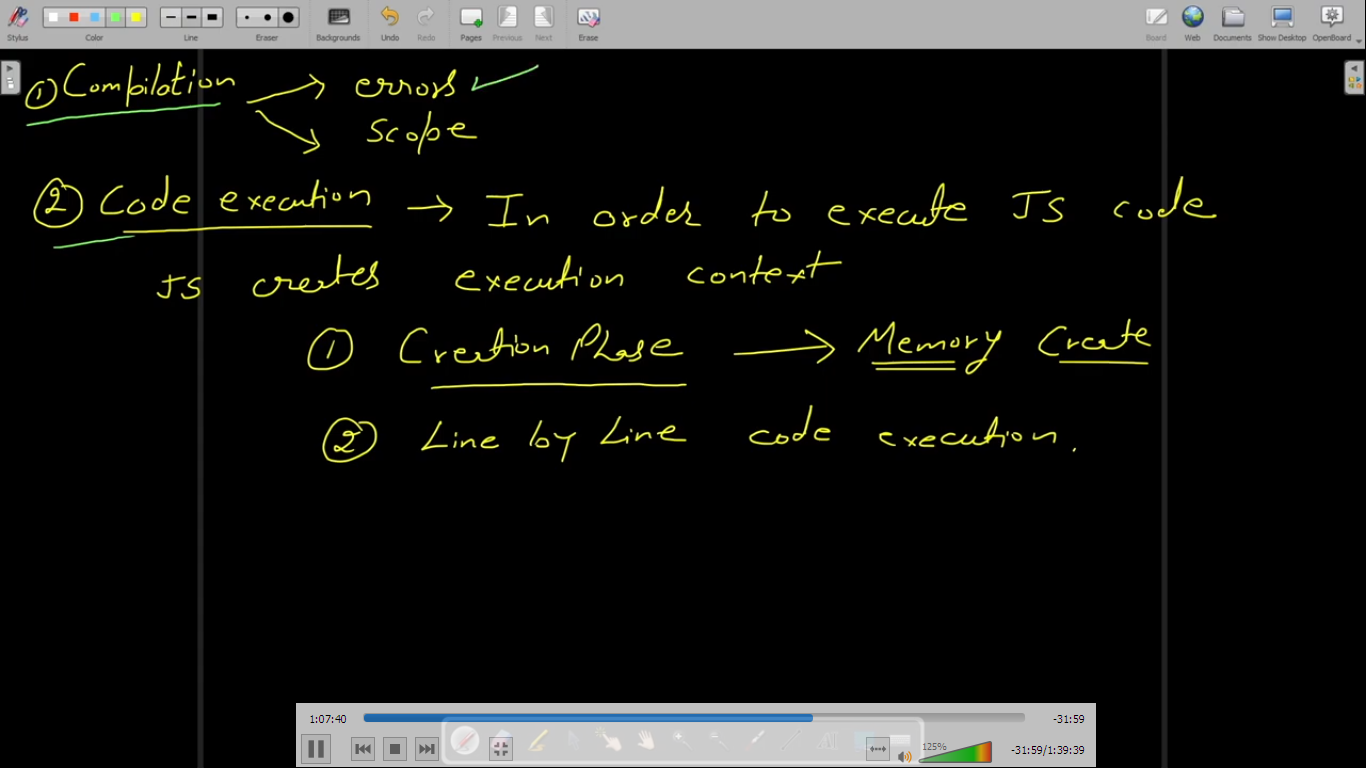 Stylus Color Line Eraser Backgrounds Undo Redo Pages Previous Next Erase Board Web Documents Show Desktop OpenBoard
① Compilation → errors ✓
→ Scope
② Code execution → In order to execute JS code
JS creates execution context
① Creation Phase → Memory Create
② Line by Line code execution.
1:07:40 -31:59
125%
-31:59/1:39:39